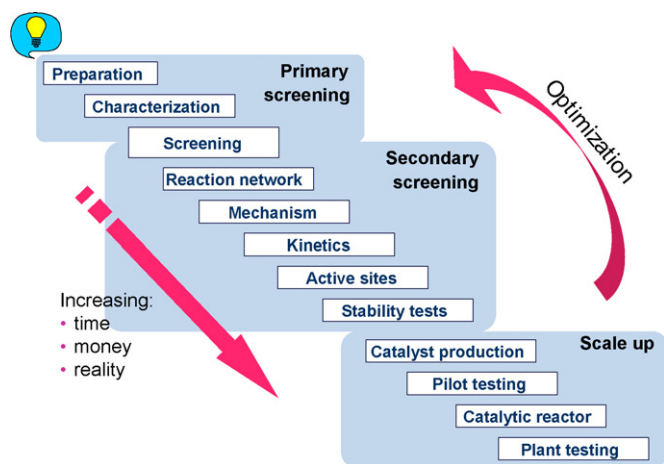 Preparation
Primary
screening
Characterization
Screening
Secondary
screening
Reaction network
Mechanism
Kinetics
Active sites
Stability tests
Optimization
Increasing:
• time
• money
• reality
Catalyst production
Scale up
Pilot testing
Catalytic reactor
Plant testing